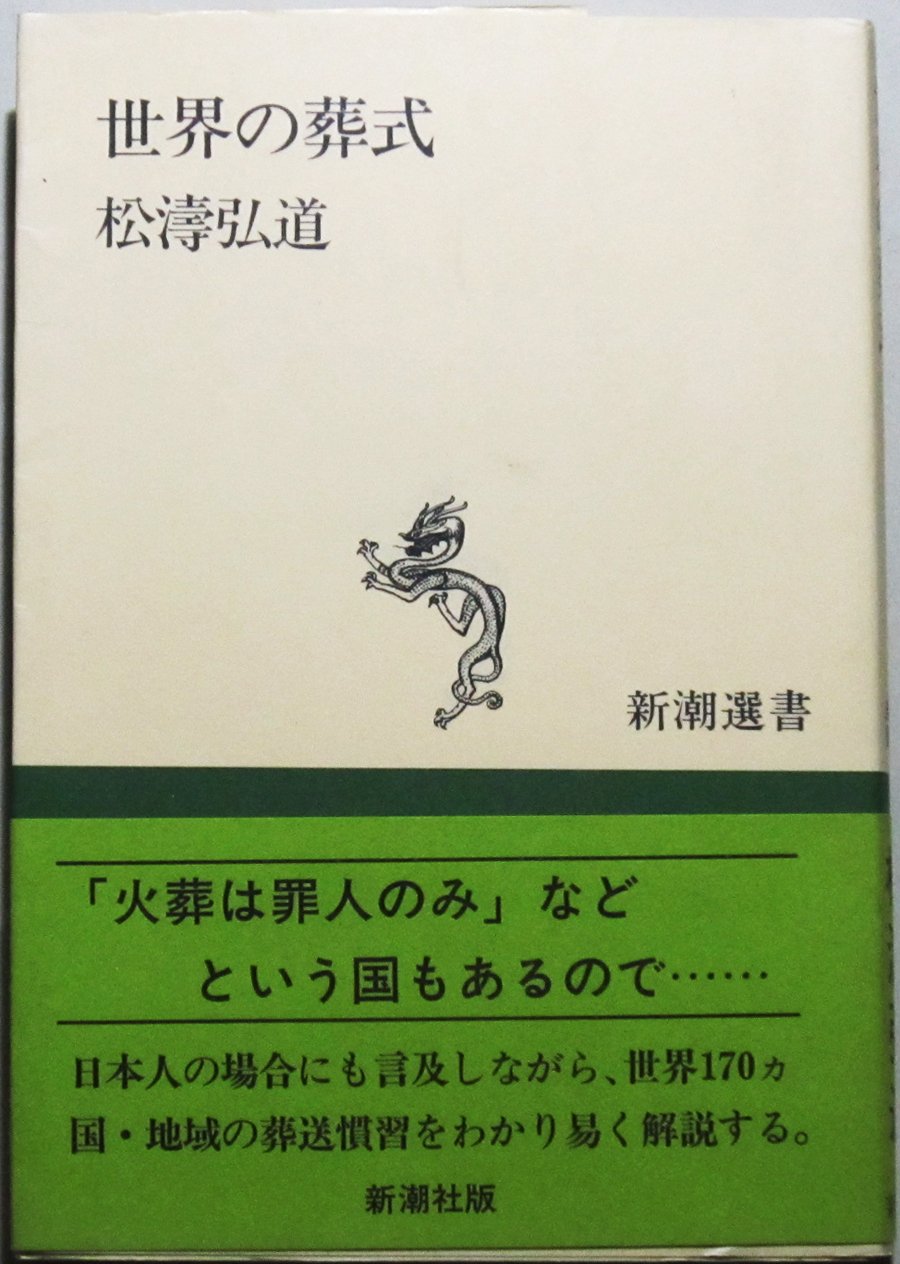 世界の葬式
松濤弘道
新潮選書
「火葬は罪人のみ」など
という国もあるので……
日本人の場合にも言及しながら、世界170ヵ
国・地域の葬送慣習をわかり易く解説する。
新潮社版